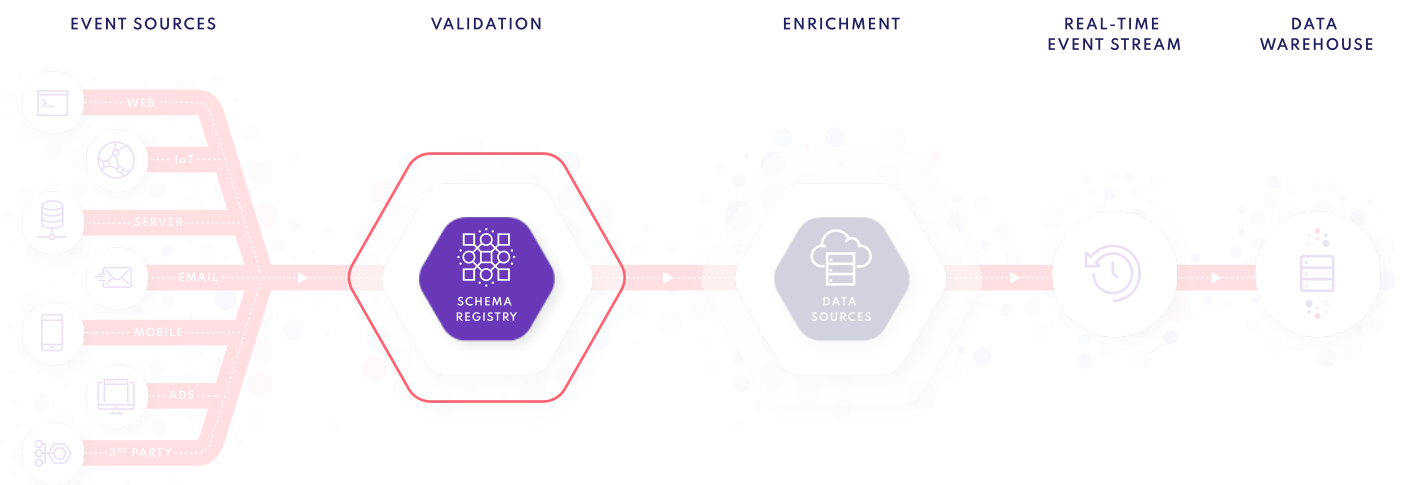 EVENT SOURCES
VALIDATION
ENRICHMENT
REAL-TIME
EVENT STREAM
DATA
WAREHOUSE
WEB
IoT
SERVER
EMAIL
MOBILE
ADS
3RD PARTY
SCHEMA
REGISTRY
DATA
SOURCES